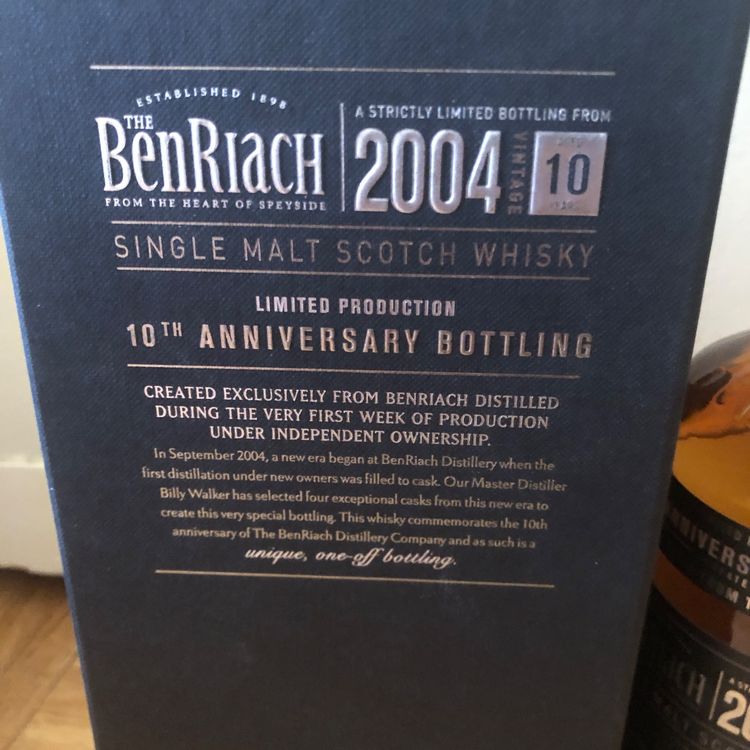 ESTABLISHED 1898
THE
BENRIACH
FROM THE HEART OF SPEYSIDE
A STRICTLY LIMITED BOTTLING FROM
2004
VINTAGE
10
SINGLE MALT SCOTCH WHISKY
LIMITED PRODUCTION
10TH ANNIVERSARY BOTTLING
CREATED EXCLUSIVELY FROM BENRIACH DISTILLED
DURING THE VERY FIRST WEEK OF PRODUCTION
UNDER INDEPENDENT OWNERSHIP.
In September 2004, a new era began at BenRiach Distillery when the
first distillation under new owners was filled to cask. Our Master Distiller
Billy Walker has selected four exceptional casks from this new era to
create this very special bottling. This whisky commemorates the 10th
anniversary of The BenRiach Distillery Company and as such is a
unique, one-off bottling.